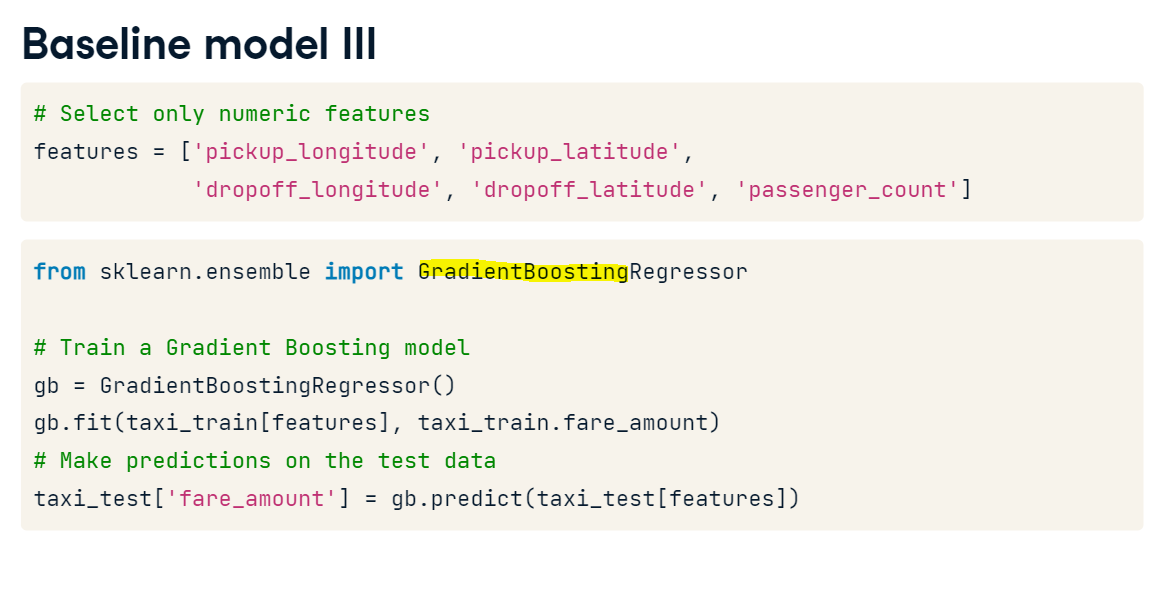 Baseline model III
# Select only numeric features
features = ['pickup_longitude', 'pickup_latitude',
            'dropoff_longitude', 'dropoff_latitude', 'passenger_count']
from sklearn.ensemble import GradientBoostingRegressor
# Train a Gradient Boosting model
gb = GradientBoostingRegressor()
gb.fit(taxi_train[features], taxi_train.fare_amount)
# Make predictions on the test data
taxi_test['fare_amount'] = gb.predict(taxi_test[features])